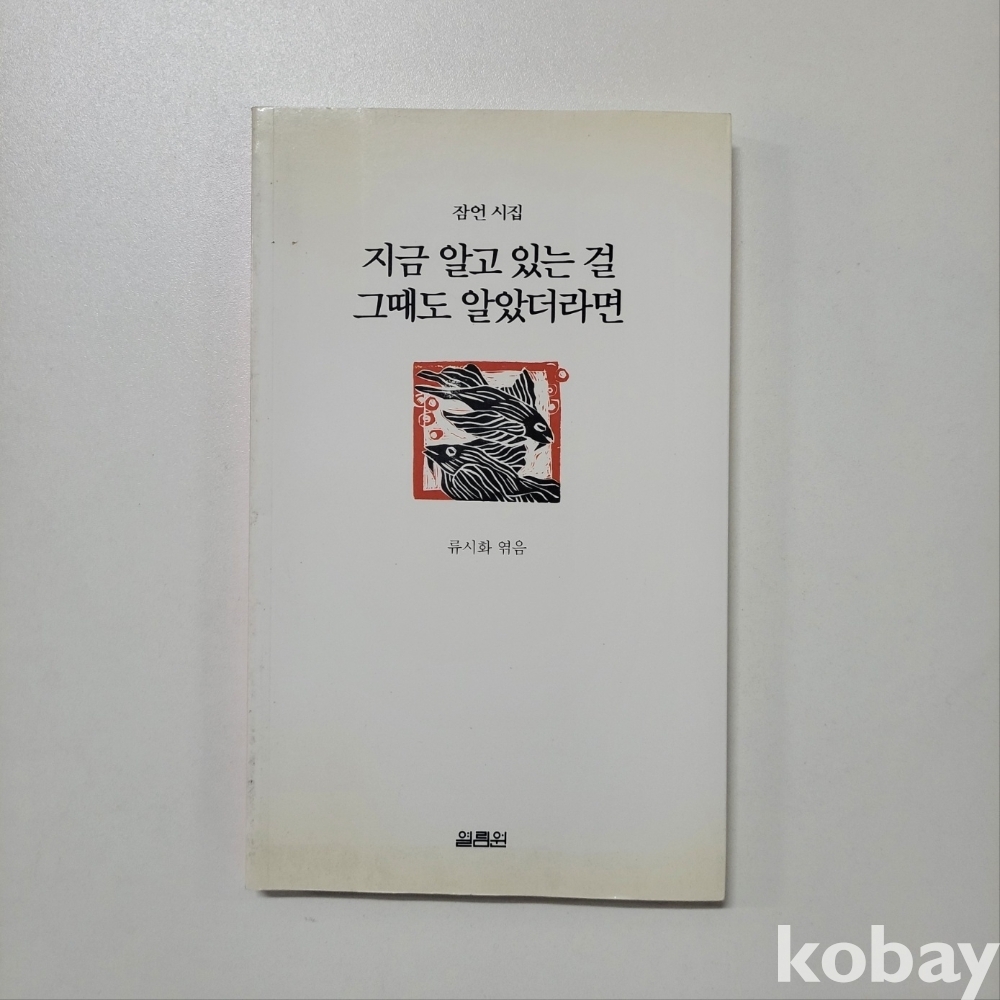 잠언 시집
지금 알고 있는 걸
그때도 알았더라면
류시화 엮음
열림원
kobay